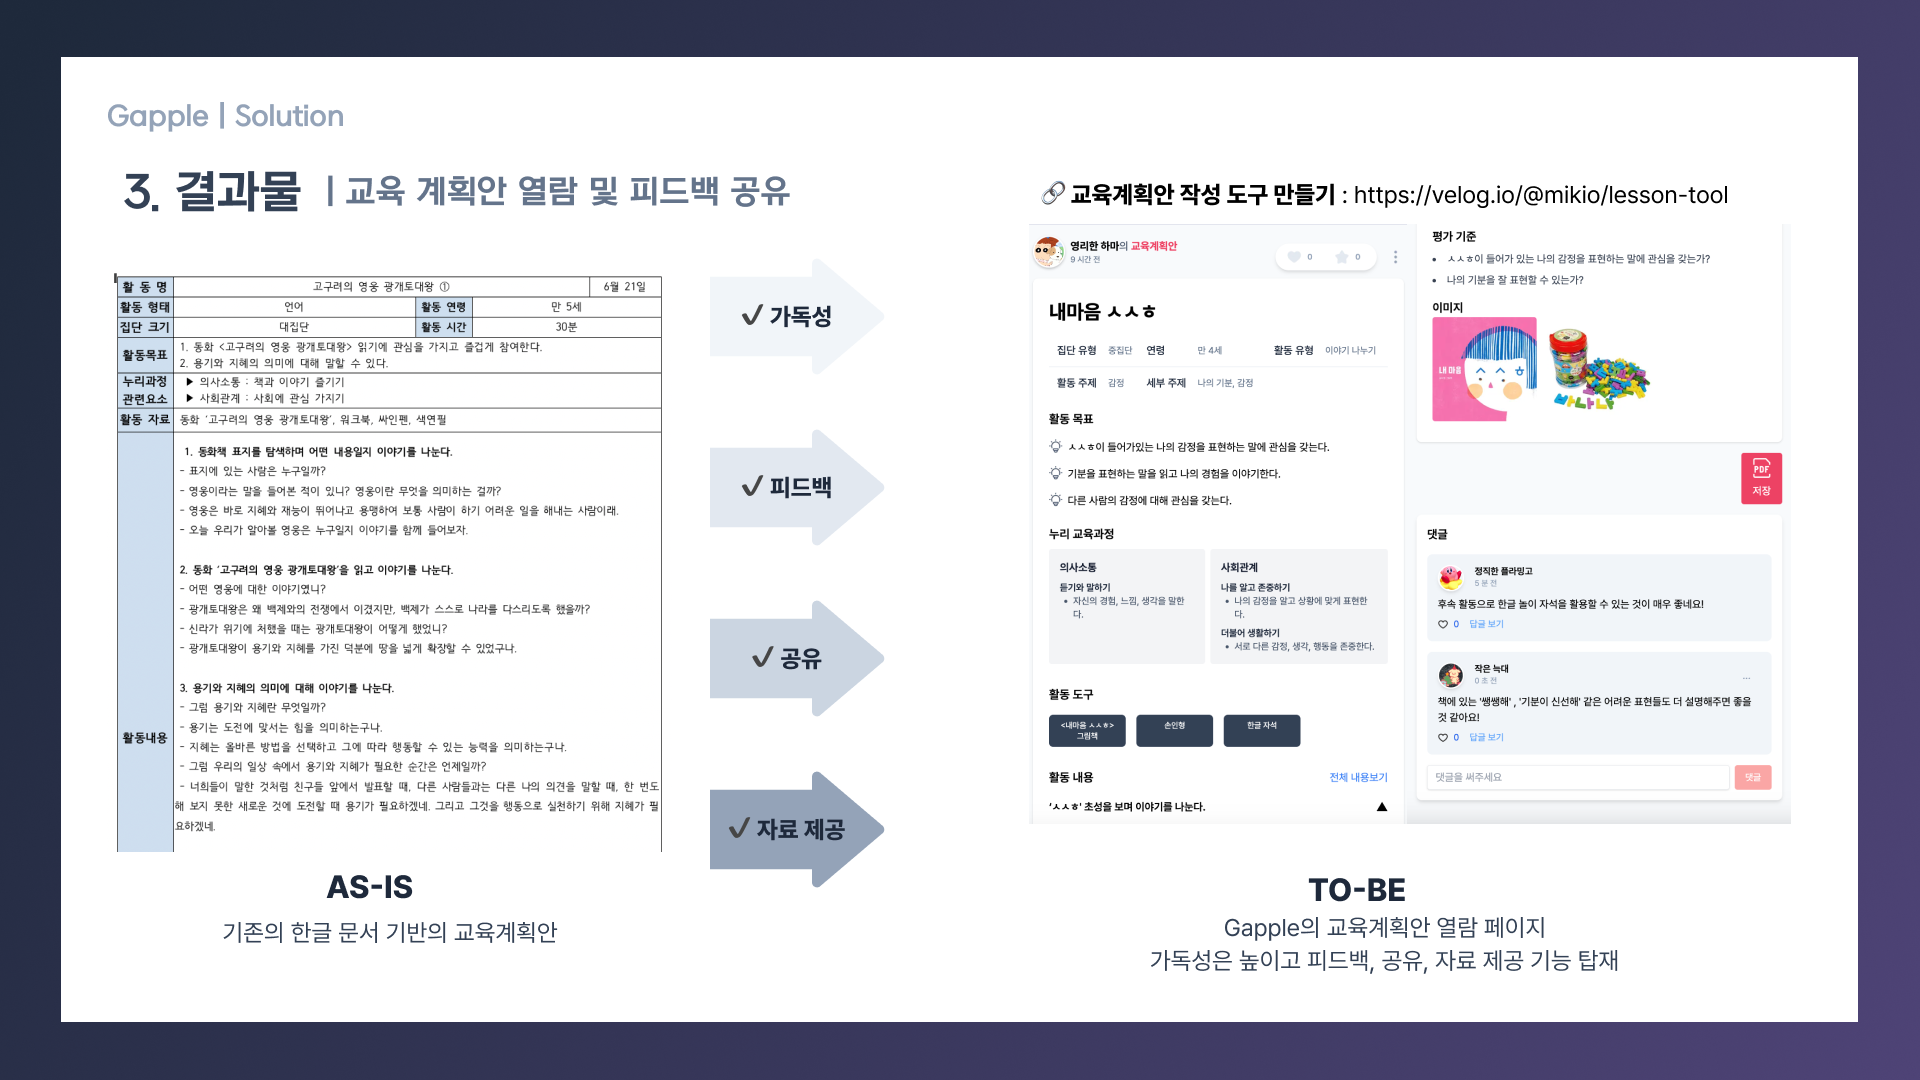 Gapple | Solution
3. 결과물 | 교육 계획안 열람 및 피드백 공유
활 동 명 고구려의 영웅 광개토대왕 ① 6월 21일
활동 형태 언어 활동 연령 만 5세
집단 크기 대집단 활동 시간 30분
활동목표
1. 동화 <고구려의 영웅 광개토대왕> 읽기에 관심을 가지고 즐겁게 참여한다.
2. 용기와 지혜의 의미에 대해 말할 수 있다.
누리과정
관련요소
▶ 의사소통 : 책과 이야기 즐기기
▶ 사회관계 : 사회에 관심 가지기
활동 자료 동화 '고구려의 영웅 광개토대왕', 워크북, 싸인펜, 색연필
활동내용
1. 동화책 표지를 탐색하며 어떤 내용일지 이야기를 나눈다.
- 표지에 있는 사람은 누구일까?
- 영웅이라는 말을 들어본 적이 있니? 영웅이란 무엇을 의미하는 걸까?
- 영웅은 바로 지혜와 재능이 뛰어나고 용맹하여 보통 사람이 하기 어려운 일을 해내는 사람이래.
- 오늘 우리가 알아볼 영웅은 누구일지 이야기를 함께 들어보자.
2. 동화 '고구려의 영웅 광개토대왕'을 읽고 이야기를 나눈다.
- 어떤 영웅에 대한 이야기였니?
- 광개토대왕은 왜 백제와의 전쟁에서 이겼지만, 백제가 스스로 나라를 다스리도록 했을까?
- 신라가 위기에 처했을 때는 광개토대왕이 어떻게 했었니?
- 광개토대왕이 용기와 지혜를 가진 덕분에 땅을 넓게 확장할 수 있었구나.
3. 용기와 지혜의 의미에 대해 이야기를 나눈다.
- 그럼 용기와 지혜란 무엇일까?
- 용기는 도전에 맞서는 힘을 의미하는구나.
- 지혜는 올바른 방법을 선택하고 그에 따라 행동할 수 있는 능력을 의미하는구나.
- 그럼 우리의 일상 속에서 용기와 지혜가 필요한 순간은 언제일까?
- 너희들이 말한 것처럼 친구들 앞에서 발표할 때, 다른 사람들과는 다른 나의 의견을 말할 때, 한 번도
해 보지 못한 새로운 것에 도전할 때 용기가 필요하겠네. 그리고 그것을 행동으로 실천하기 위해 지혜가 필
요하겠네.
AS-IS
기존의 한글 문서 기반의 교육계획안
✓ 가독성
✓ 피드백
✓ 공유
✓ 자료 제공
🔗 교육계획안 작성 도구 만들기 : https://velog.io/@mikio/lesson-tool
영리한 하마의 교육계획안
9 시간 전
0 0
내마음 ㅅㅅㅎ
집단 유형 중집단 연령 만 4세 활동 유형 이야기 나누기
활동 주제 감정 세부 주제 나의 기분, 감정
활동 목표
ㅅㅅㅎ이 들어가있는 나의 감정을 표현하는 말에 관심을 갖는다.
기분을 표현하는 말을 읽고 나의 경험을 이야기한다.
다른 사람의 감정에 대해 관심을 갖는다.
누리 교육과정
의사소통
듣기와 말하기
• 자신의 경험, 느낌, 생각을 말한
다.
사회관계
나를 알고 존중하기
• 나의 감정을 알고 상황에 맞게 표현한
다.
더불어 생활하기
• 서로 다른 감정, 생각, 행동을 존중한다.
활동 도구
<내마음 ㅅㅅㅎ>
그림책
손인형
한글 자석
활동 내용 전체 내용보기
'ㅅㅅㅎ' 초성을 보며 이야기를 나눈다. ▲
평가 기준
• ㅅㅅㅎ이 들어가 있는 나의 감정을 표현하는 말에 관심을 갖는가?
• 나의 기분을 잘 표현할 수 있는가?
이미지
내 마음
ㅅ ㅅ ㅎ
PDF
저장
댓글
정직한 플라밍고
5 분 전
후속 활동으로 한글 놀이 자석을 활용할 수 있는 것이 매우 좋네요!
0 답글 보기
작은 늑대
0 초 전
...
책에 있는 '쌩쌩해' , '기분이 신선해' 같은 어려운 표현들도 더 설명해주면 좋을
것 같아요!
0 답글 보기
댓글을 써주세요 댓글
TO-BE
Gapple의 교육계획안 열람 페이지
가독성은 높이고 피드백, 공유, 자료 제공 기능 탑재